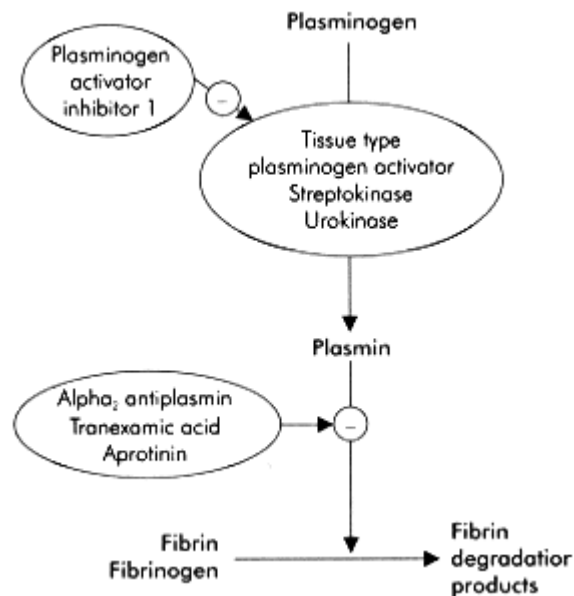 Plasminogen
Plasminogen
activator
inhibitor 1
−
Tissue type
plasminogen activator
Streptokinase
Urokinase
Plasmin
Alpha₂ antiplasmin
Tranexamic acid
Aprotinin
−
Fibrin
Fibrinogen
Fibrin
degradatior
products